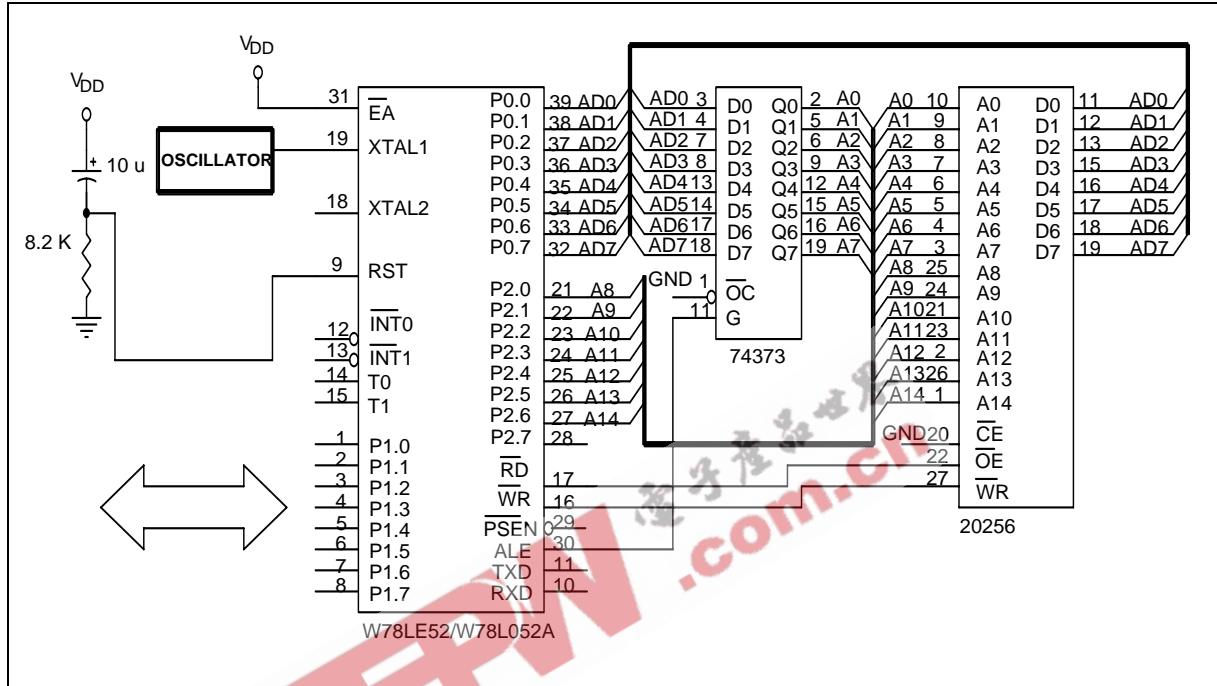 VDD
VDD
10 u
8.2 K
OSCILLATOR
31 EA
19 XTAL1
18 XTAL2
9 RST
12 INT0
13 INT1
14 T0
15 T1
1 P1.0
2 P1.1
3 P1.2
4 P1.3
5 P1.4
6 P1.5
7 P1.6
8 P1.7
P0.0 39 AD0
P0.1 38 AD1
P0.2 37 AD2
P0.3 36 AD3
P0.4 35 AD4
P0.5 34 AD5
P0.6 33 AD6
P0.7 32 AD7
P2.0 21 A8
P2.1 22 A9
P2.2 23 A10
P2.3 24 A11
P2.4 25 A12
P2.5 26 A13
P2.6 27 A14
P2.7 28
RD 17
WR 16
PSEN 29
ALE 30
TXD 11
RXD 10
W78LE52/W78L052A
AD0 3 D0 Q0 2 A0
AD1 4 D1 Q1 5 A1
AD2 7 D2 Q2 6 A2
AD3 8 D3 Q3 9 A3
AD4 13 D4 Q4 12 A4
AD5 14 D5 Q5 15 A5
AD6 17 D6 Q6 16 A6
AD7 18 D7 Q7 19 A7
GND 1 OC
11 G
74373
A0 10 A0 D0 11 AD0
A1 9 A1 D1 12 AD1
A2 8 A2 D2 13 AD2
A3 7 A3 D3 15 AD3
A4 6 A4 D4 16 AD4
A5 5 A5 D5 17 AD5
A6 4 A6 D6 18 AD6
A7 3 A7 D7 19 AD7
A8 25 A8
A9 24 A9
A10 21 A10
A11 23 A11
A12 2 A12
A13 26 A13
A14 1 A14
GND 20 CE
22 OE
27 WR
20256
電子產品世界
.com.cn